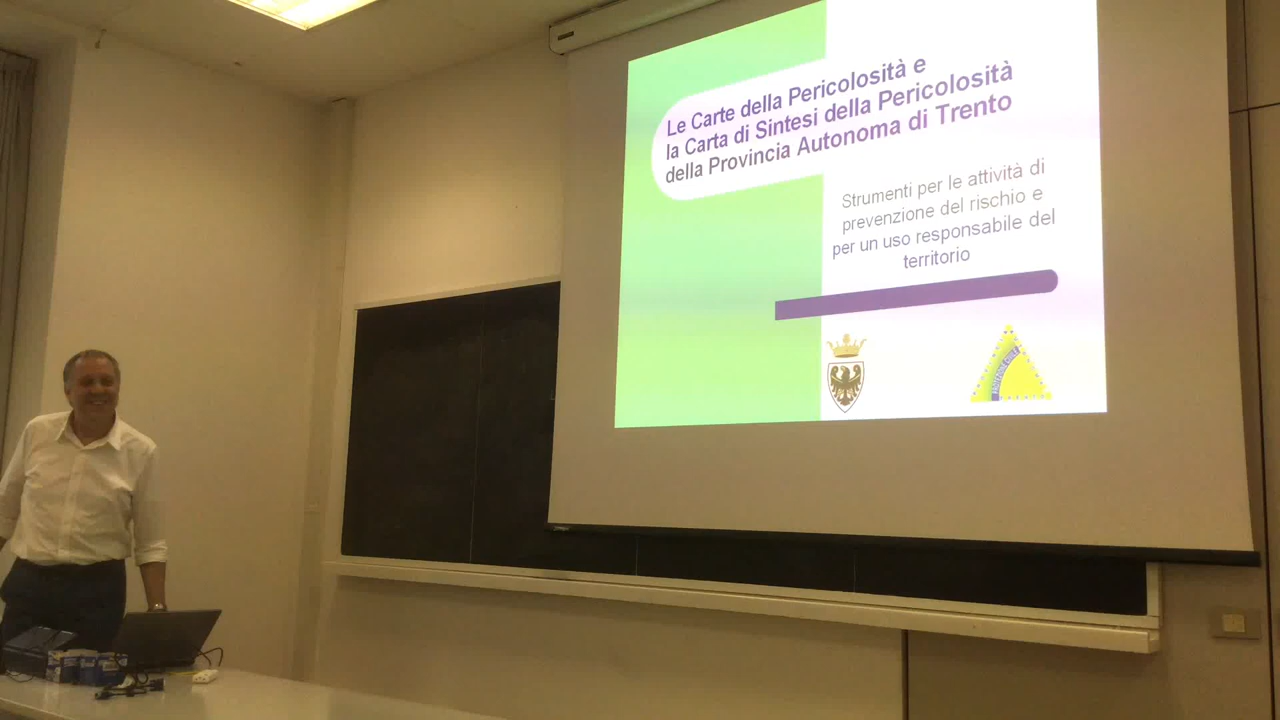 Le Carte della Pericolosità e
la Carta di Sintesi della Pericolosità
della Provincia Autonoma di Trento
Strumenti per le attività di
prevenzione del rischio e
per un uso responsabile del
territorio